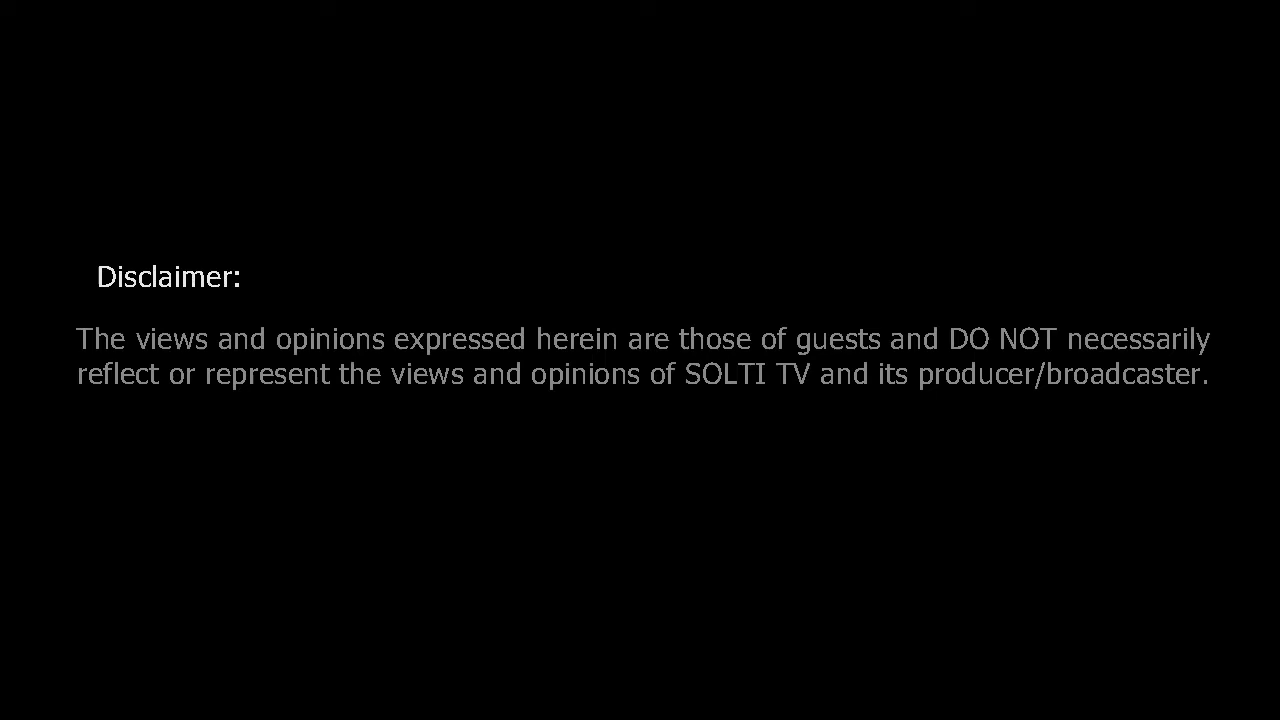 Disclaimer:
The views and opinions expressed herein are those of guests and DO NOT necessarily
reflect or represent the views and opinions of SOLTI TV and its producer/broadcaster.